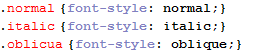 .normal {font-style: normal;}
.italic {font-style: italic;}
.oblicua {font-style: oblique;}